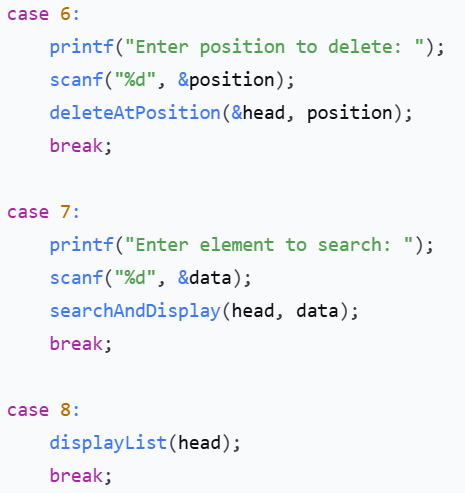 case 6:
    printf("Enter position to delete: ");
    scanf("%d", &position);
    deleteAtPosition(&head, position);
    break;

case 7:
    printf("Enter element to search: ");
    scanf("%d", &data);
    searchAndDisplay(head, data);
    break;

case 8:
    displayList(head);
    break;